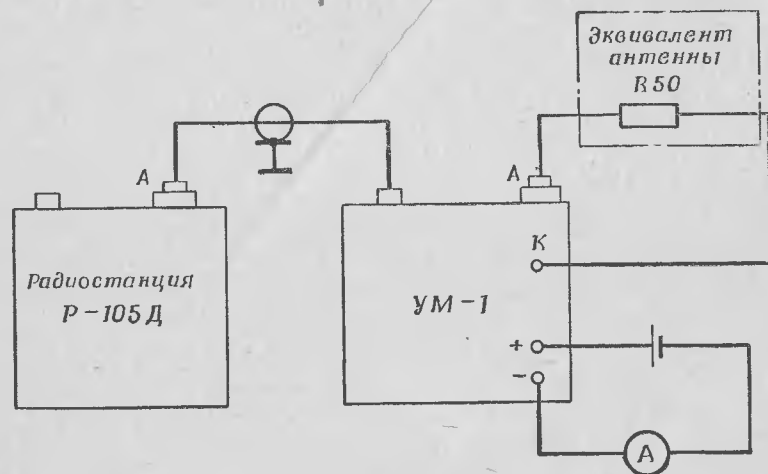 Эквивалент
антенны
R50
А
А
К
Радиостанция
Р-105Д
УМ-1
+
-
А